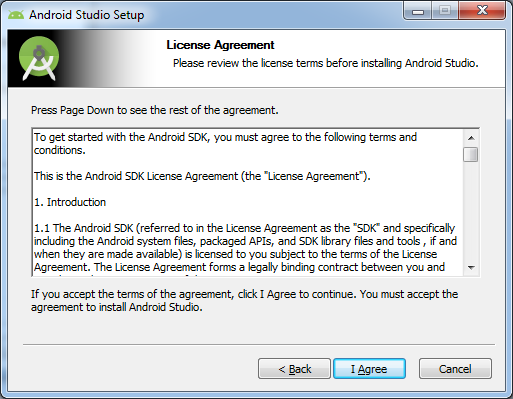 Android Studio Setup
License Agreement
Please review the license terms before installing Android Studio.
Press Page Down to see the rest of the agreement.
To get started with the Android SDK, you must agree to the following terms and
conditions.
This is the Android SDK License Agreement (the "License Agreement").
1. Introduction
1.1 The Android SDK (referred to in the License Agreement as the "SDK" and specifically
including the Android system files, packaged APIs, and SDK library files and tools , if and
when they are made available) is licensed to you subject to the terms of the License
Agreement. The License Agreement forms a legally binding contract between you and
If you accept the terms of the agreement, click I Agree to continue. You must accept the
agreement to install Android Studio.
< Back
I Agree
Cancel